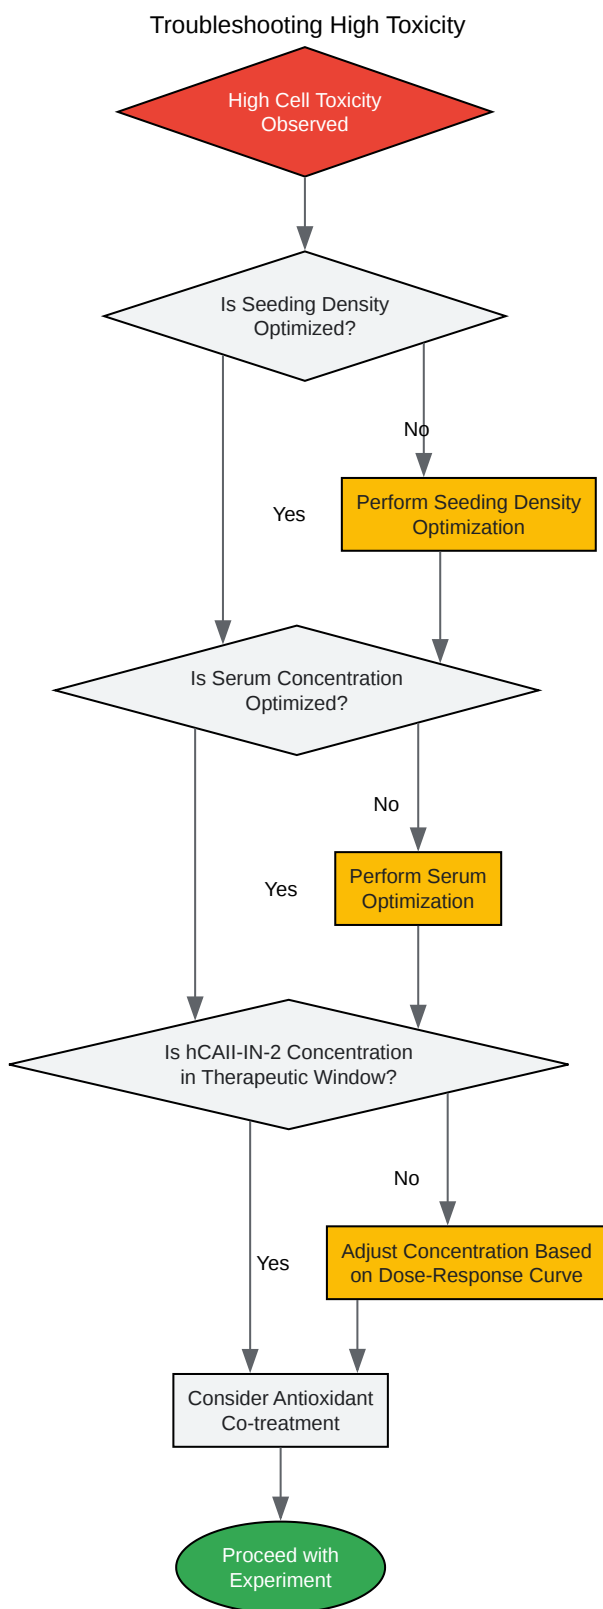 Troubleshooting High Toxicity
High Cell Toxicity
Observed
Is Seeding Density
Optimized?
No
Yes
Perform Seeding Density
Optimization
Is Serum Concentration
Optimized?
No
Yes
Perform Serum
Optimization
Is hCAII-IN-2 Concentration
in Therapeutic Window?
No
Yes
Adjust Concentration Based
on Dose-Response Curve
Consider Antioxidant
Co-treatment
Proceed with
Experiment